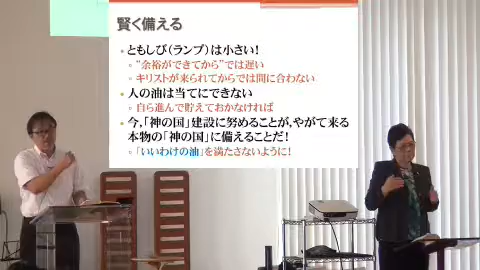 賢く備える
• ともしび（ランプ）は小さい！
▫ “余裕ができてから”では遅い
▫ キリストが来られてからでは間に合わない
• 人の油は当てにできない
▫ 自ら進んで貯えておかなければ
• 今，「神の国」建設に努めることが，やがて来る
本物の「神の国」に備えることだ！
▫ 「いいわけの油」を満たさないように！